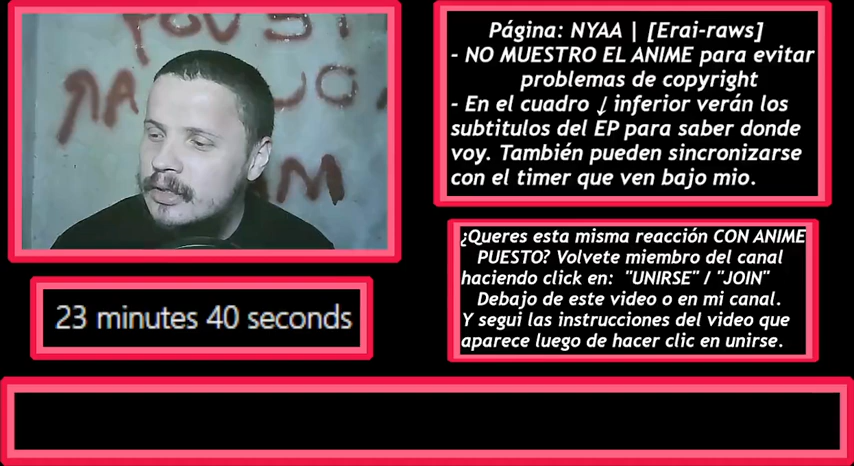 Página: NYAA | [Erai-raws]
- NO MUESTRO EL ANIME para evitar
problemas de copyright
- En el cuadro ↓ inferior verán los
subtitulos del EP para saber donde
voy. También pueden sincronizarse
con el timer que ven bajo mio.
¿Queres esta misma reacción CON ANIME
PUESTO? Volvete miembro del canal
haciendo click en: "UNIRSE" / "JOIN"
Debajo de este video o en mi canal.
Y segui las instrucciones del video que
aparece luego de hacer clic en unirse.
23 minutes 40 seconds